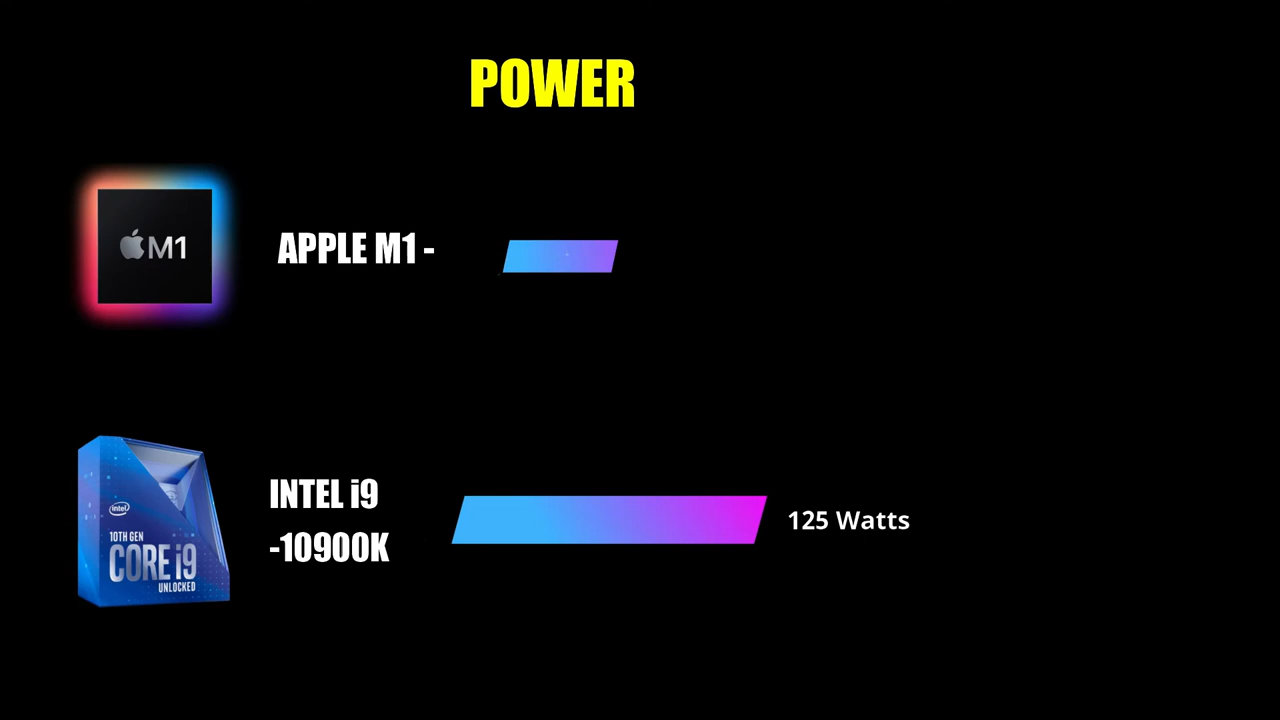 POWER
M1
APPLE M1 -
INTEL i9
-10900K
125 Watts
intel
10TH GEN
CORE i9
UNLOCKED